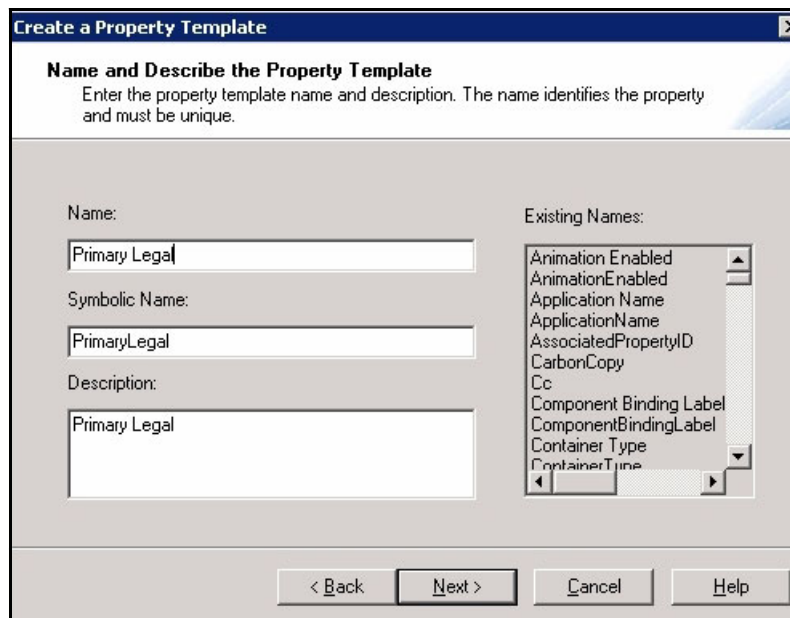 Create a Property Template
Name and Describe the Property Template
Enter the property template name and description. The name identifies the property
and must be unique.
Name:
Primary Legal
Symbolic Name:
PrimaryLegal
Description:
Primary Legal
Existing Names:
Animation Enabled
AnimationEnabled
Application Name
ApplicationName
AssociatedPropertyID
CarbonCopy
Cc
Component Binding Label
ComponentBindingLabel
Container Type
ContainerType
< Back
Next >
Cancel
Help